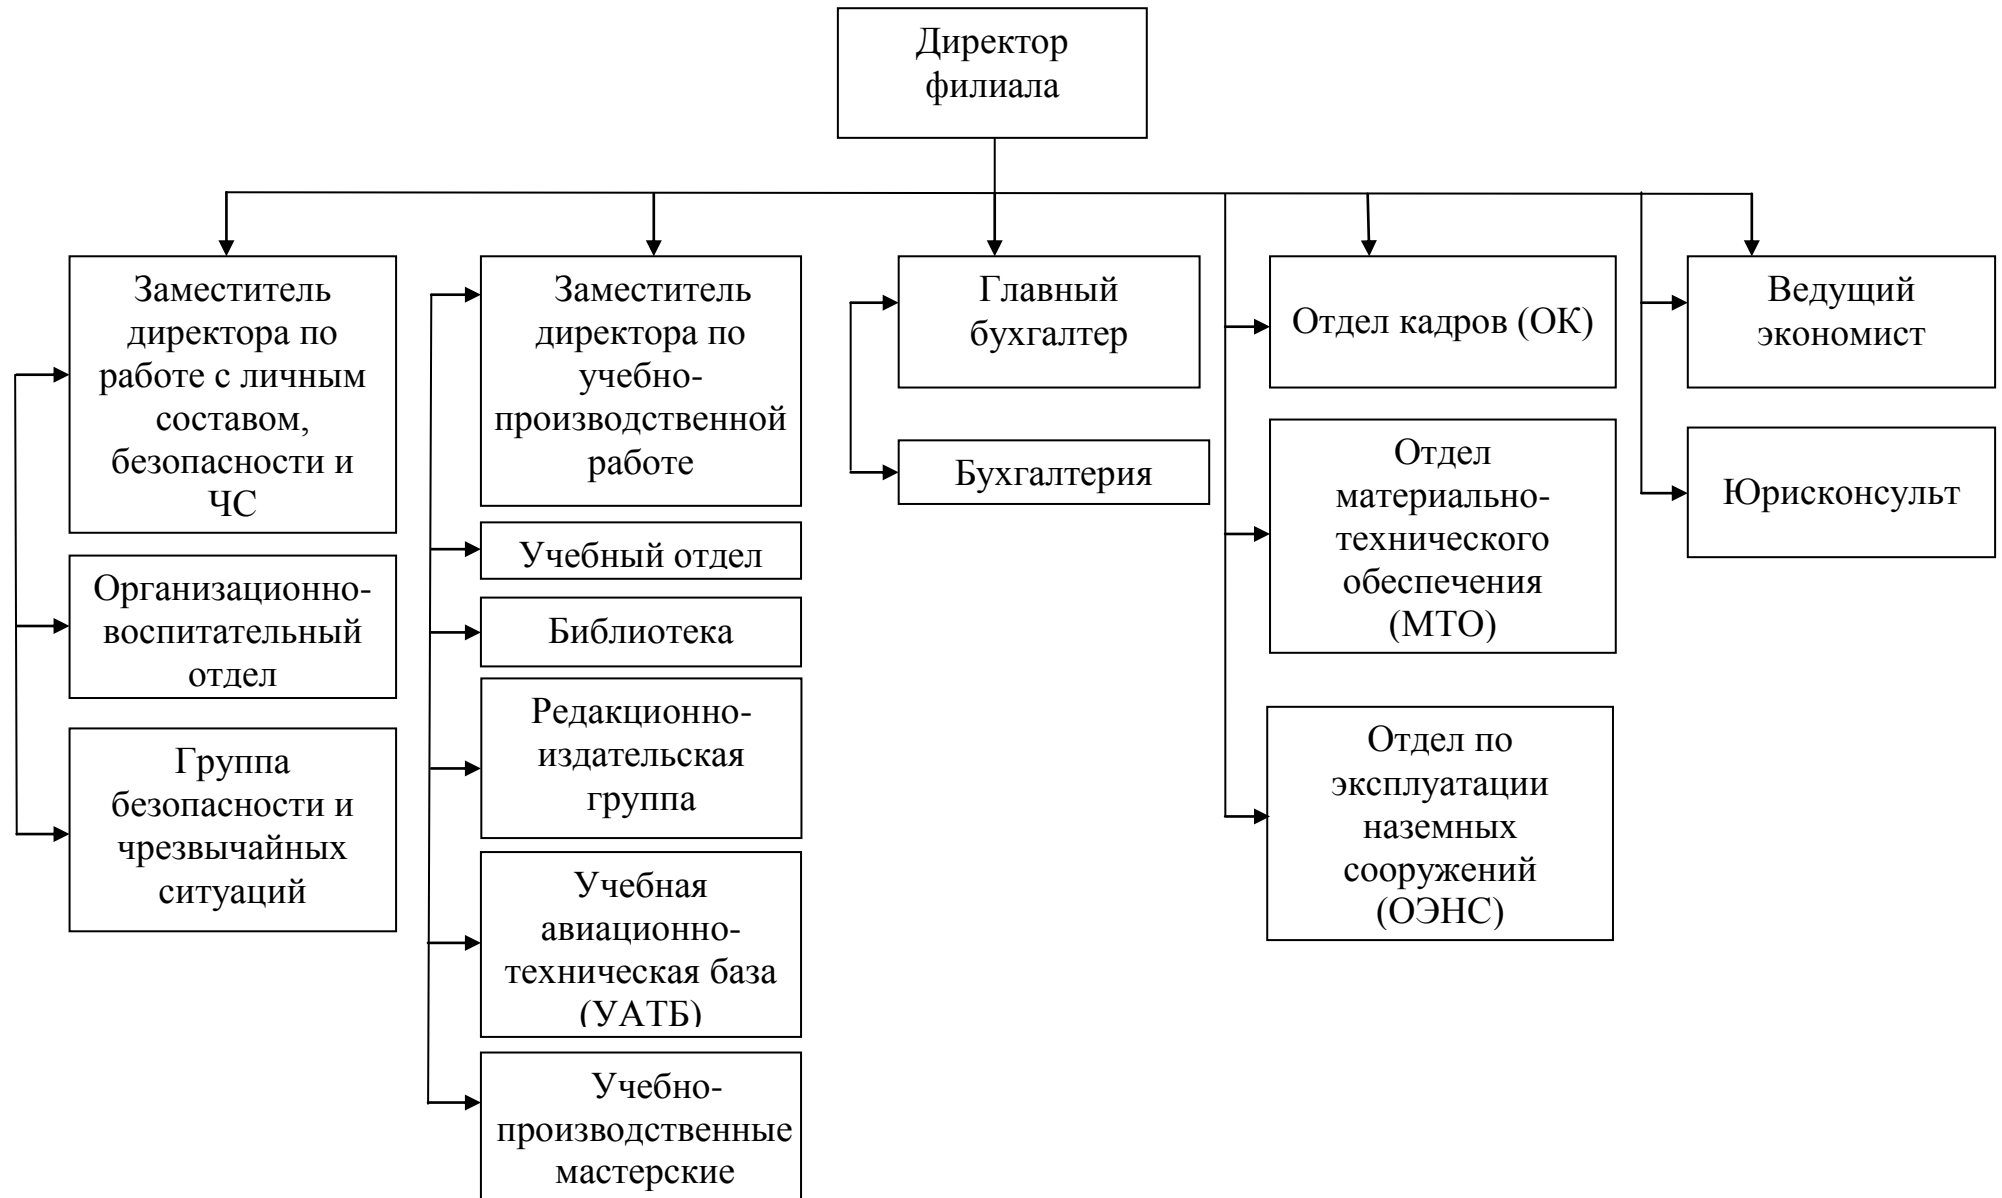 Директор
филиала
Заместитель
директора по
работе с личным
составом,
безопасности и
ЧС
Организационно-
воспитательный
отдел
Группа
безопасности и
чрезвычайных
ситуаций
Заместитель
директора по
учебно-
производственной
работе
Учебный отдел
Библиотека
Редакционно-
издательская
группа
Учебная
авиационно-
техническая база
(УАТБ)
Учебно-
производственные
мастерские
Главный
бухгалтер
Бухгалтерия
Отдел кадров (ОК)
Отдел
материально-
технического
обеспечения
(МТО)
Отдел по
эксплуатации
наземных
сооружений
(ОЭНС)
Ведущий
экономист
Юрисконсульт